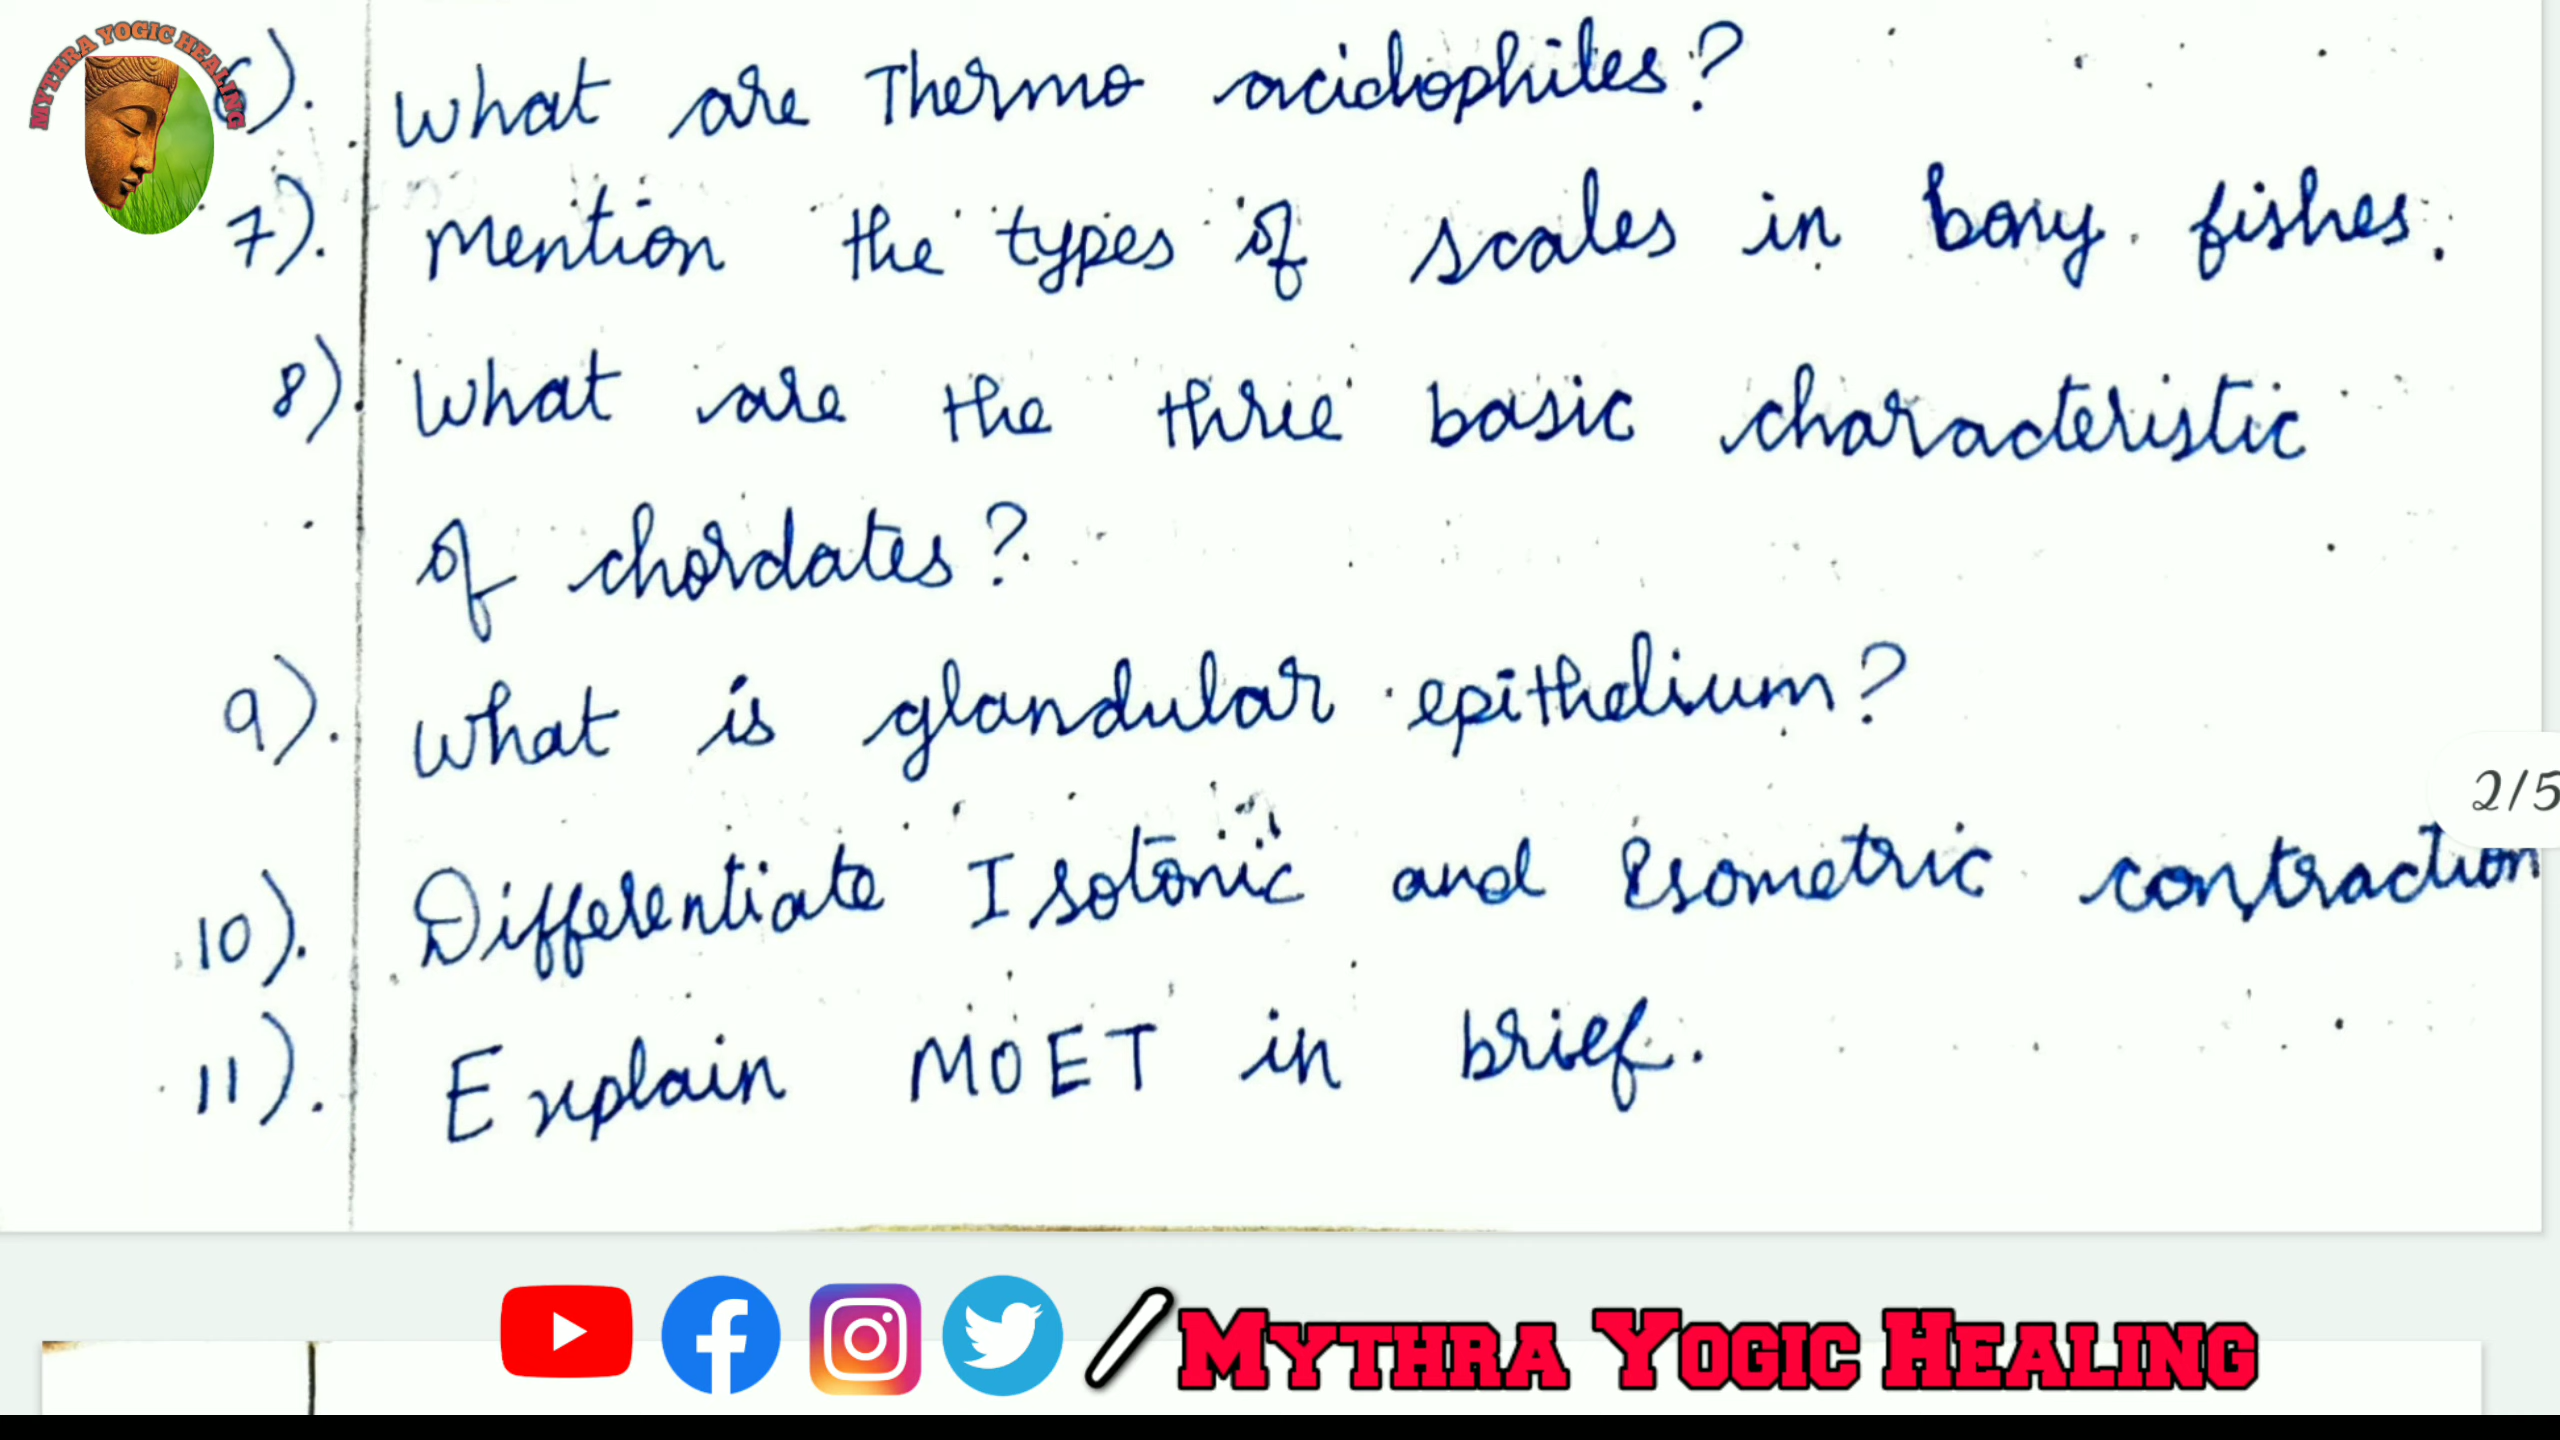 MYTHRA YOGIC HEALING
6). What are Thermo acidophiles?
7). Mention the types of scales in bony fishes.
8). What are the three basic characteristic
of chordates?
9). What is glandular epithelium?
2/5
10). Differentiate Isotonic and Isometric contraction
11). Explain MOET in brief.
MYTHRA YOGIC HEALING